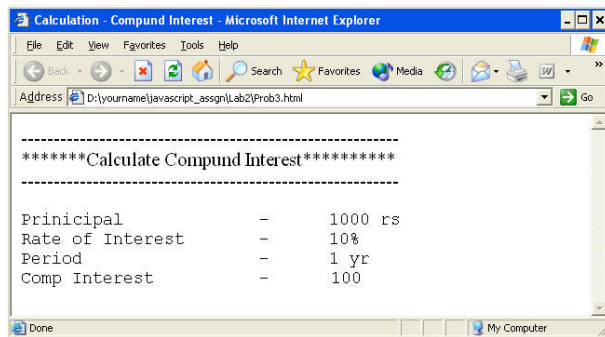 Calculation - Compund Interest - Microsoft Internet Explorer
File Edit View Favorites Tools Help
Back Search Favorites Media »
Address D:\yourname\javascript_assgn\Lab2\Prob3.html Go
--------------------------------------------------------------
*******Calculate Compund Interest**********
--------------------------------------------------------------
Prinicipal - 1000 rs
Rate of Interest - 10%
Period - 1 yr
Comp Interest - 100
Done My Computer